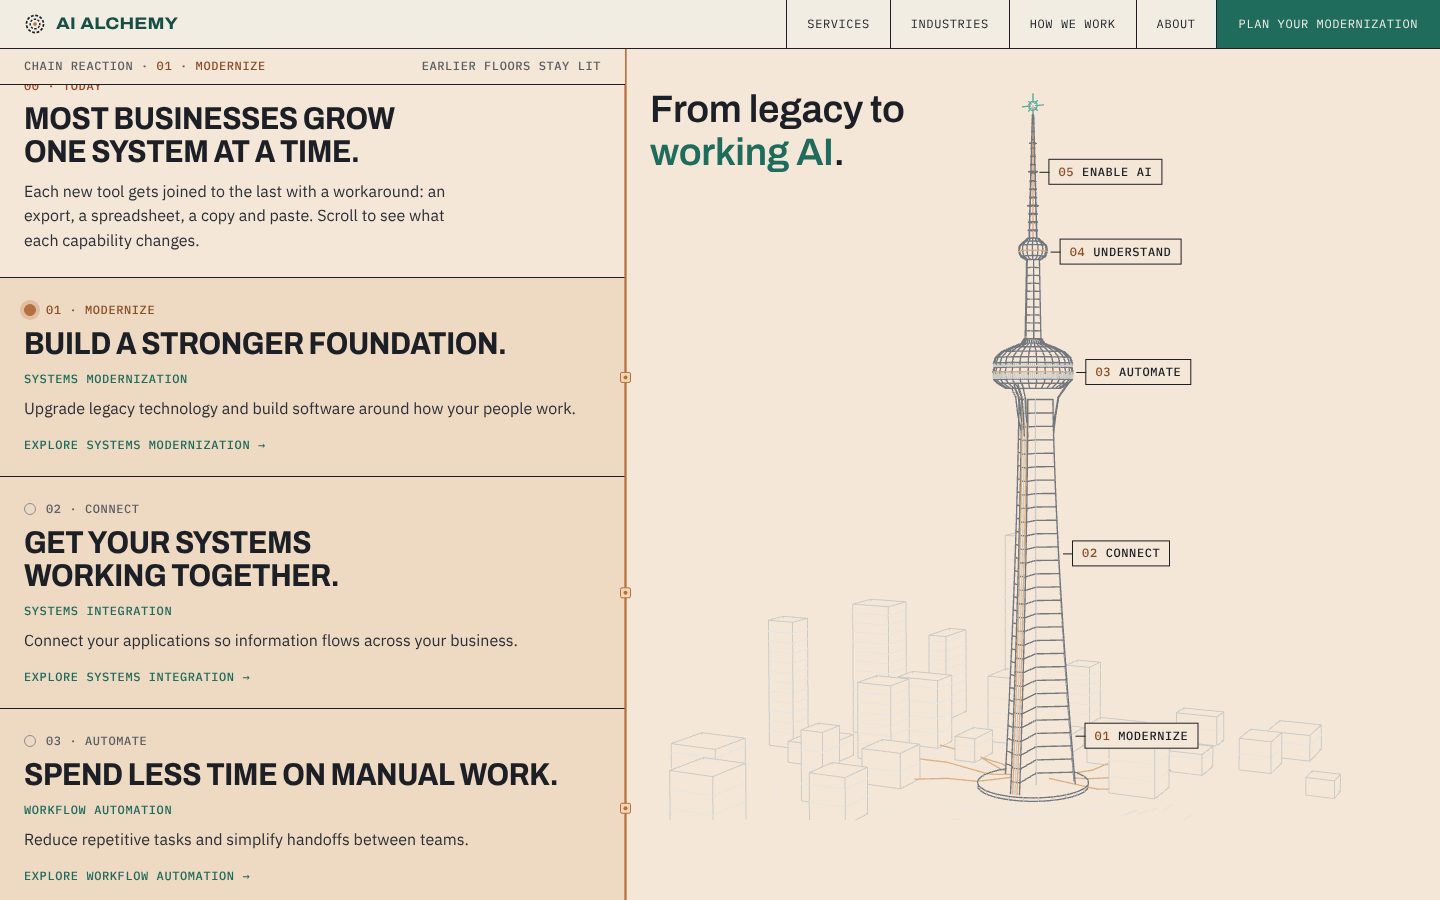 AI ALCHEMY
SERVICES
INDUSTRIES
HOW WE WORK
ABOUT
PLAN YOUR MODERNIZATION
CHAIN REACTION · 01 · MODERNIZE
EARLIER FLOORS STAY LIT
00 · TODAY
MOST BUSINESSES GROW
ONE SYSTEM AT A TIME.
Each new tool gets joined to the last with a workaround: an
export, a spreadsheet, a copy and paste. Scroll to see what
each capability changes.
01 · MODERNIZE
BUILD A STRONGER FOUNDATION.
SYSTEMS MODERNIZATION
Upgrade legacy technology and build software around how your people work.
EXPLORE SYSTEMS MODERNIZATION →
02 · CONNECT
GET YOUR SYSTEMS
WORKING TOGETHER.
SYSTEMS INTEGRATION
Connect your applications so information flows across your business.
EXPLORE SYSTEMS INTEGRATION →
03 · AUTOMATE
SPEND LESS TIME ON MANUAL WORK.
WORKFLOW AUTOMATION
Reduce repetitive tasks and simplify handoffs between teams.
EXPLORE WORKFLOW AUTOMATION →
From legacy to
working AI.
05 ENABLE AI
04 UNDERSTAND
03 AUTOMATE
02 CONNECT
01 MODERNIZE